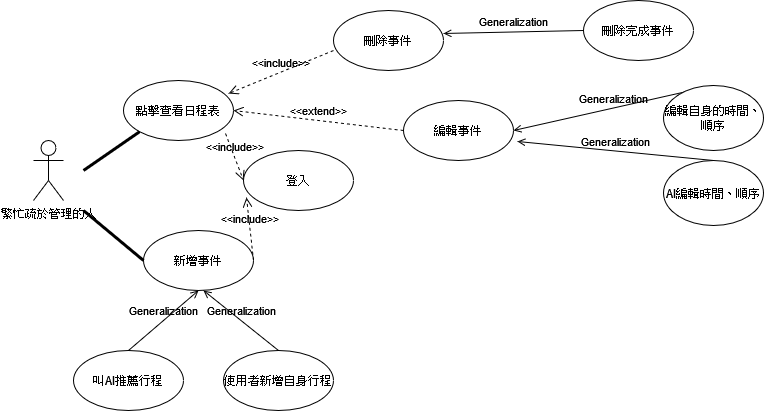 Generalization
刪除事件
刪除完成事件
<<include>>
點擊查看日程表
<<extend>>
Generalization
編輯自身的時間、
順序
編輯事件
Generalization
<<include>>
登入
AI編輯時間、順序
繁忙疏於管理的人
<<include>>
新增事件
Generalization
Generalization
叫AI推薦行程
使用者新增自身行程